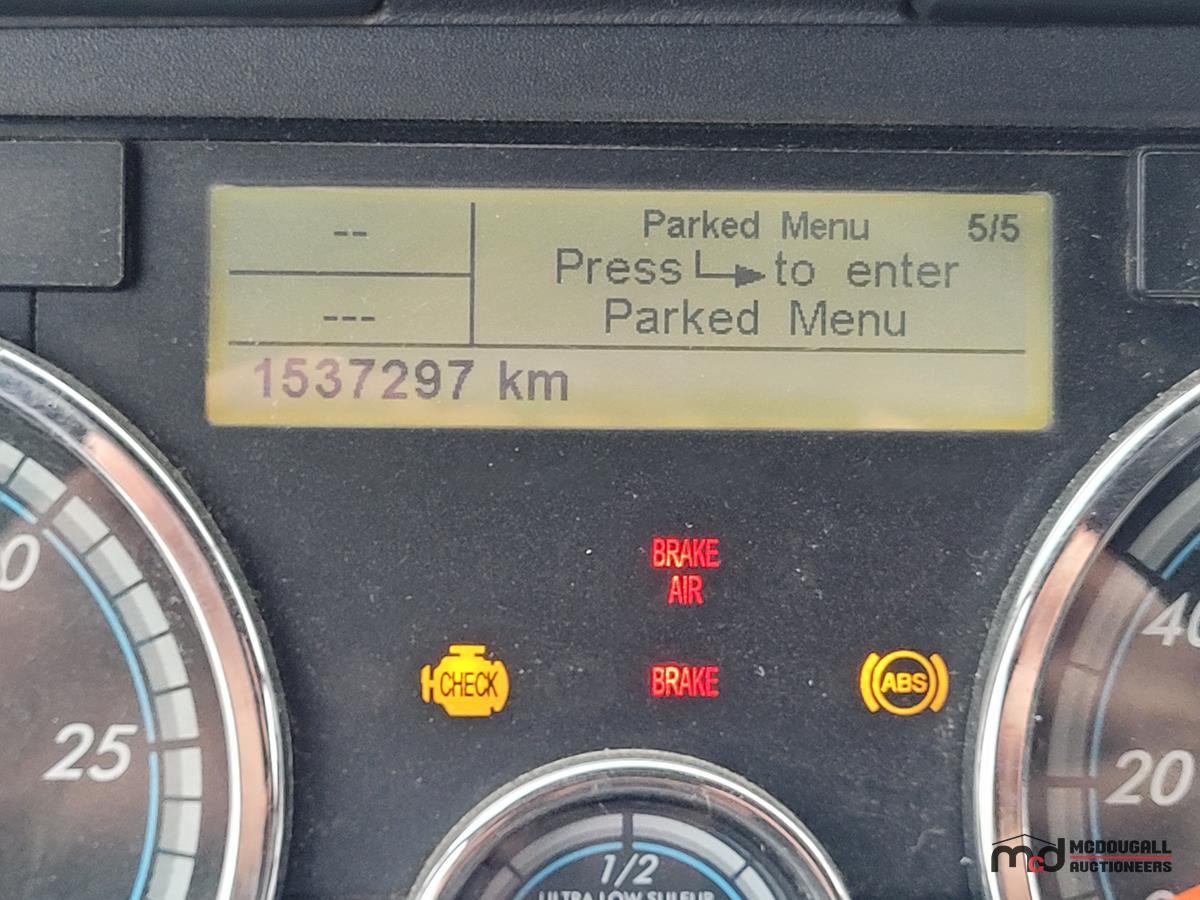 --
Parked Menu 5/5
Press to enter
---
Parked Menu
1537297 km
BRAKE
AIR
CHECK
BRAKE
ABS
25
40
20
1/2
ULTRA LOW SULFUR
mcd MCDOUGALL
AUCTIONEERS